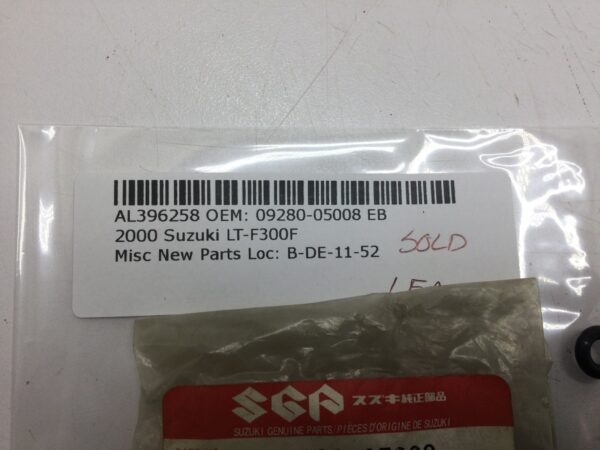 AL396258 OEM: 09280-05008 EB
2000 Suzuki LT-F300F
Misc New Parts Loc: B-DE-11-52
SOLD
SGP スズキ純正部品
SUZUKI GENUINE PARTS/PIÈCES D'ORIGINE DE SUZUKI